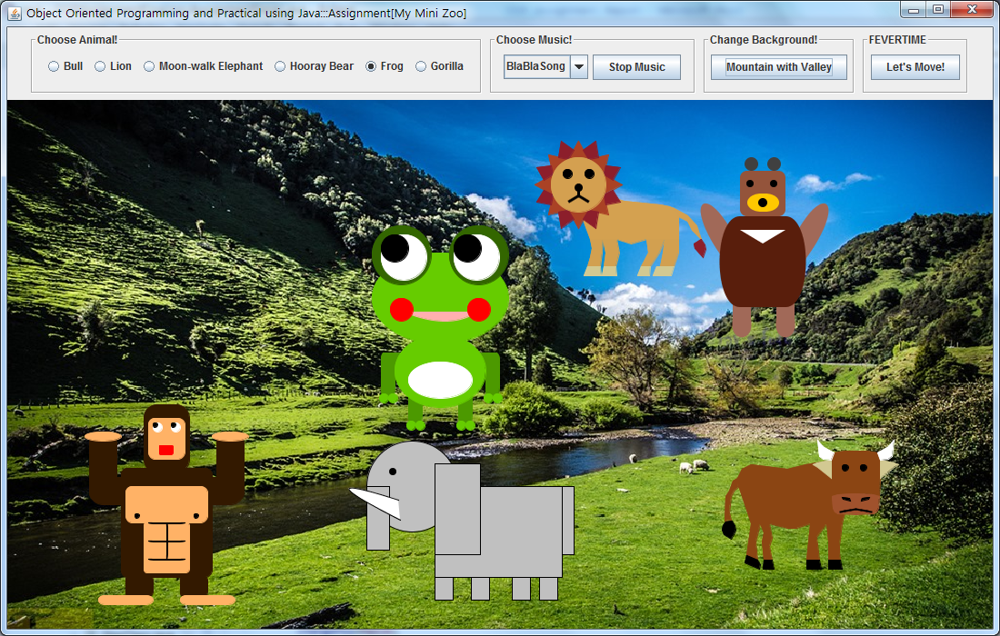 Object Oriented Programming and Practical using Java:::Assignment[My Mini Zoo]
Choose Animal!
Bull Lion Moon-walk Elephant Hooray Bear Frog Gorilla
Choose Music!
BlaBlaSong Stop Music
Change Background!
Mountain with Valley
FEVERTIME
Let's Move!